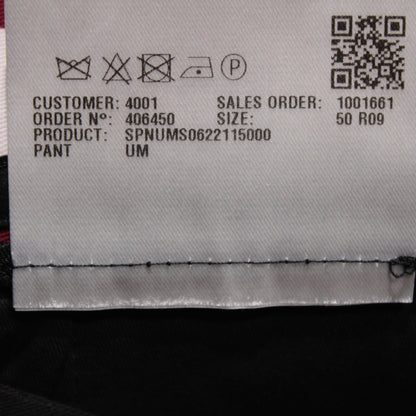 P
CUSTOMER: 4001 SALES ORDER: 1001661
ORDER Nº: 406450 SIZE: 50 R09
PRODUCT: SPNUMS0622115000
PANT UM